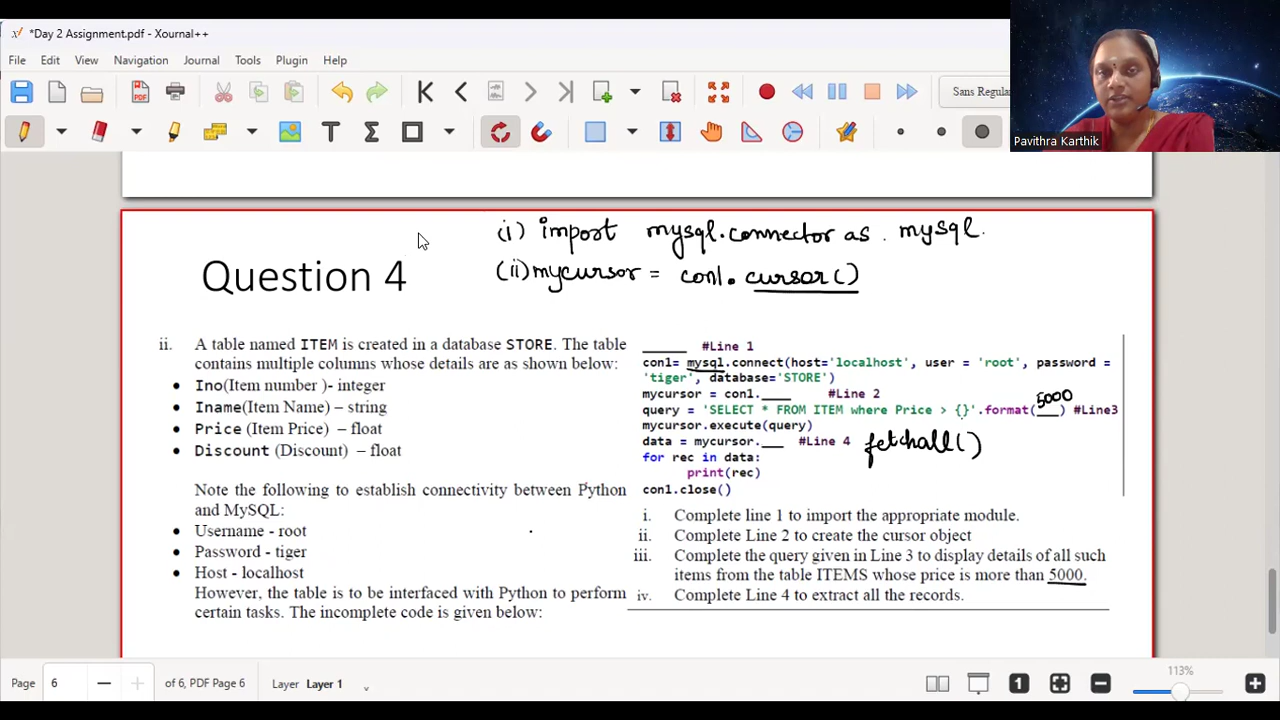 *Day 2 Assignment.pdf - Xournal++
File Edit View Navigation Journal Tools Plugin Help
Sans Regular
Pavithra Karthik
(i) import mysql.connector as mysql.
(ii) mycursor = con1.cursor()
Question 4
ii. A table named ITEM is created in a database STORE. The table
contains multiple columns whose details are as shown below:
• Ino(Item number )- integer
• Iname(Item Name) – string
• Price (Item Price) – float
• Discount (Discount) – float
Note the following to establish connectivity between Python
and MySQL:
• Username - root
• Password - tiger
• Host - localhost
However, the table is to be interfaced with Python to perform
certain tasks. The incomplete code is given below:
______ #Line 1
con1= mysql.connect(host='localhost', user = 'root', password =
'tiger', database='STORE')
mycursor = con1.____ #Line 2
5000
query = 'SELECT * FROM ITEM where Price > {}'.format(___) #Line3
mycursor.execute(query)
data = mycursor.___ #Line 4 fetchall()
for rec in data:
print(rec)
con1.close()
i. Complete line 1 to import the appropriate module.
ii. Complete Line 2 to create the cursor object
iii. Complete the query given in Line 3 to display details of all such
items from the table ITEMS whose price is more than 5000.
iv. Complete Line 4 to extract all the records.
Page 6 of 6, PDF Page 6 Layer Layer 1 113%